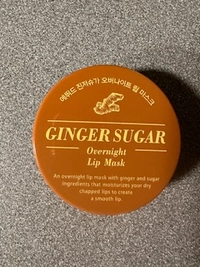 에뛰드 진저슈가 오버나이트 립 마스크
GINGER SUGAR
Overnight
Lip Mask
An overnight lip mask with ginger and sugar
ingredients that moisturizes your dry
chapped lips to create
a smooth lip.